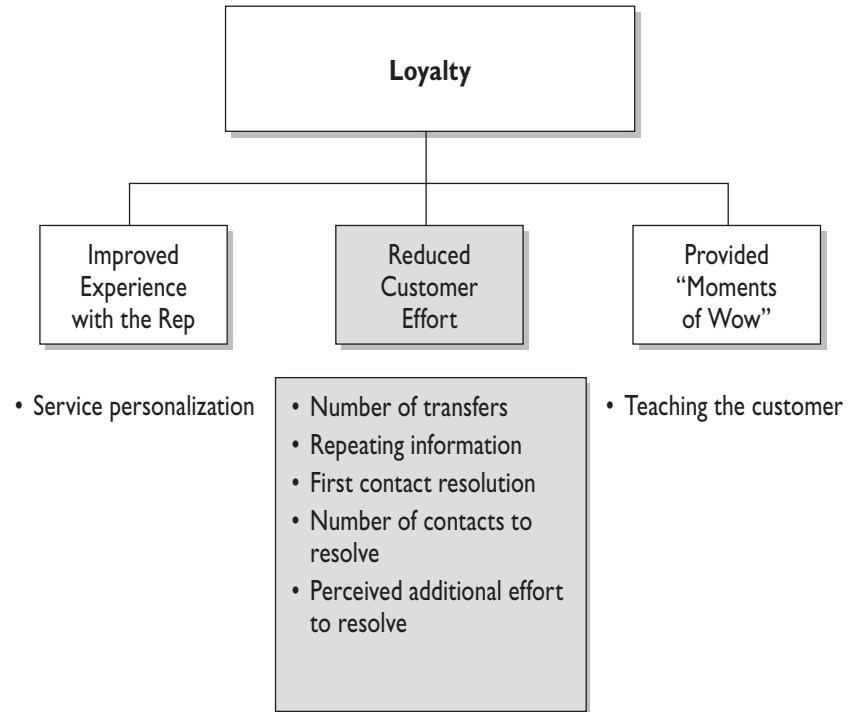 Loyalty
Improved
Experience
with the Rep
Reduced
Customer
Effort
Provided
“Moments
of Wow”
• Service personalization
• Number of transfers
• Repeating information
• First contact resolution
• Number of contacts to
resolve
• Perceived additional effort
to resolve
• Teaching the customer